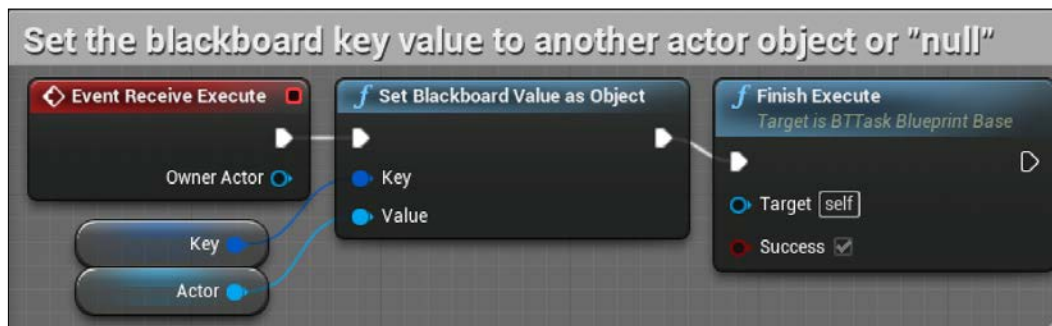 Set the blackboard key value to another actor object or "null"
Event Receive Execute
Owner Actor
Key
Actor
f Set Blackboard Value as Object
Key
Value
f Finish Execute
Target is BTTask Blueprint Base
Target self
Success